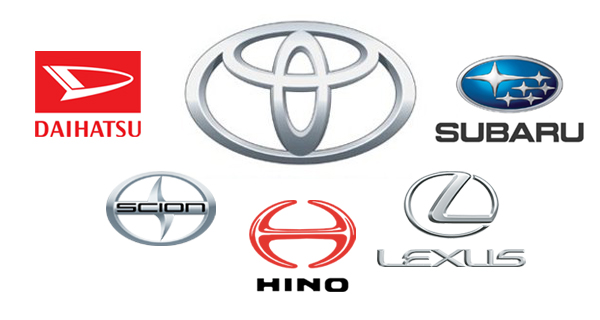 DAIHATSU
SUBARU
SCION
HINO
LEXUS